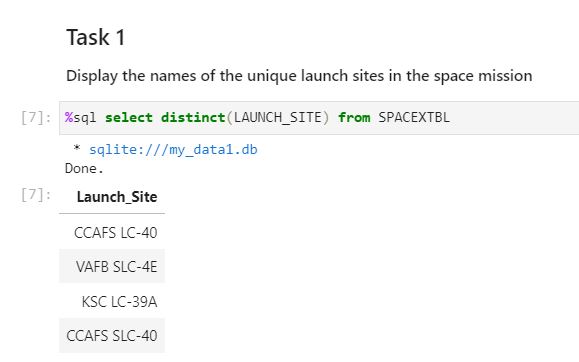 Task 1
Display the names of the unique launch sites in the space mission
[7]: %sql select distinct(LAUNCH_SITE) from SPACEXTBL
* sqlite:///my_data1.db
Done.
[7]: Launch_Site
CCAFS LC-40
VAFB SLC-4E
KSC LC-39A
CCAFS SLC-40